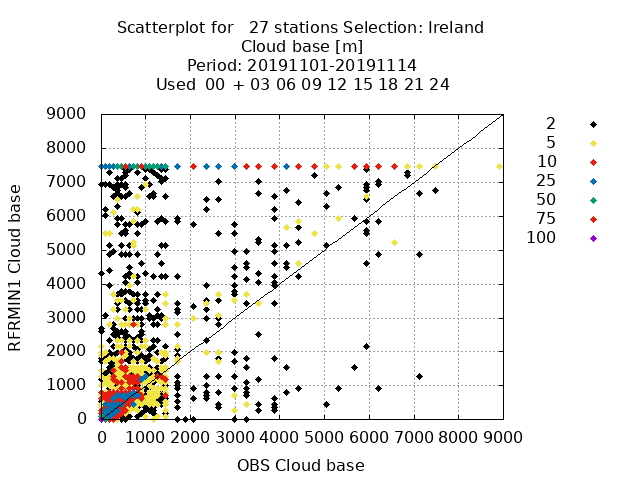 Scatterplot for 27 stations Selection: Ireland
Cloud base [m]
Period: 20191101-20191114
Used 00 + 03 06 09 12 15 18 21 24
9000
8000
7000
6000
5000
4000
3000
2000
1000
0
RFRMIN1 Cloud base
0 1000 2000 3000 4000 5000 6000 7000 8000 9000
OBS Cloud base
2
5
10
25
50
75
100